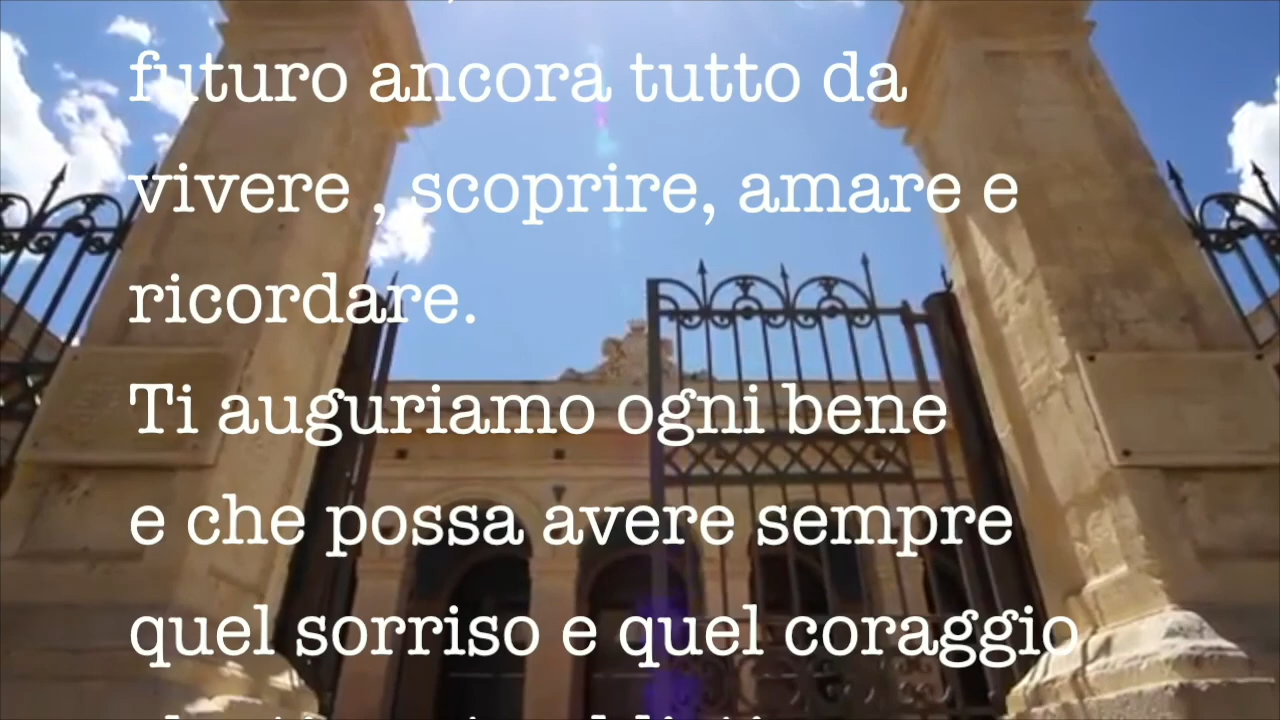 futuro ancora tutto da
vivere , scoprire, amare e
ricordare.
Ti auguriamo ogni bene
e che possa avere sempre
quel sorriso e quel coraggio